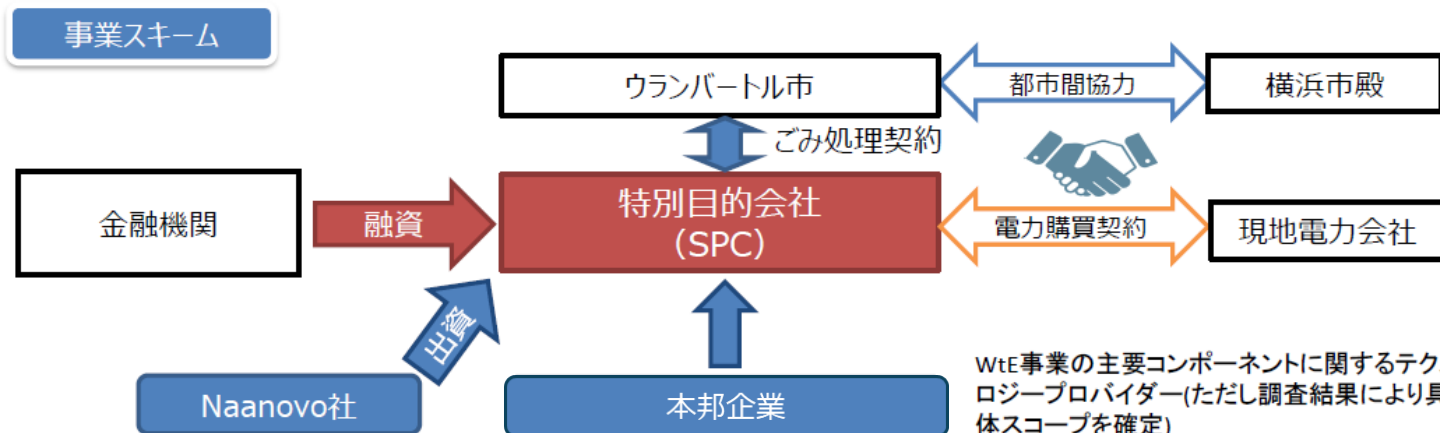 事業スキーム
ウランバートル市
都市間協力
横浜市殿
ごみ処理契約
金融機関
融資
特別目的会社
(SPC)
電力購買契約
現地電力会社
出資
Naanovo社
本邦企業
WtE事業の主要コンポーネントに関するテク
ロジープロバイダー(ただし調査結果により具
体スコープを確定)